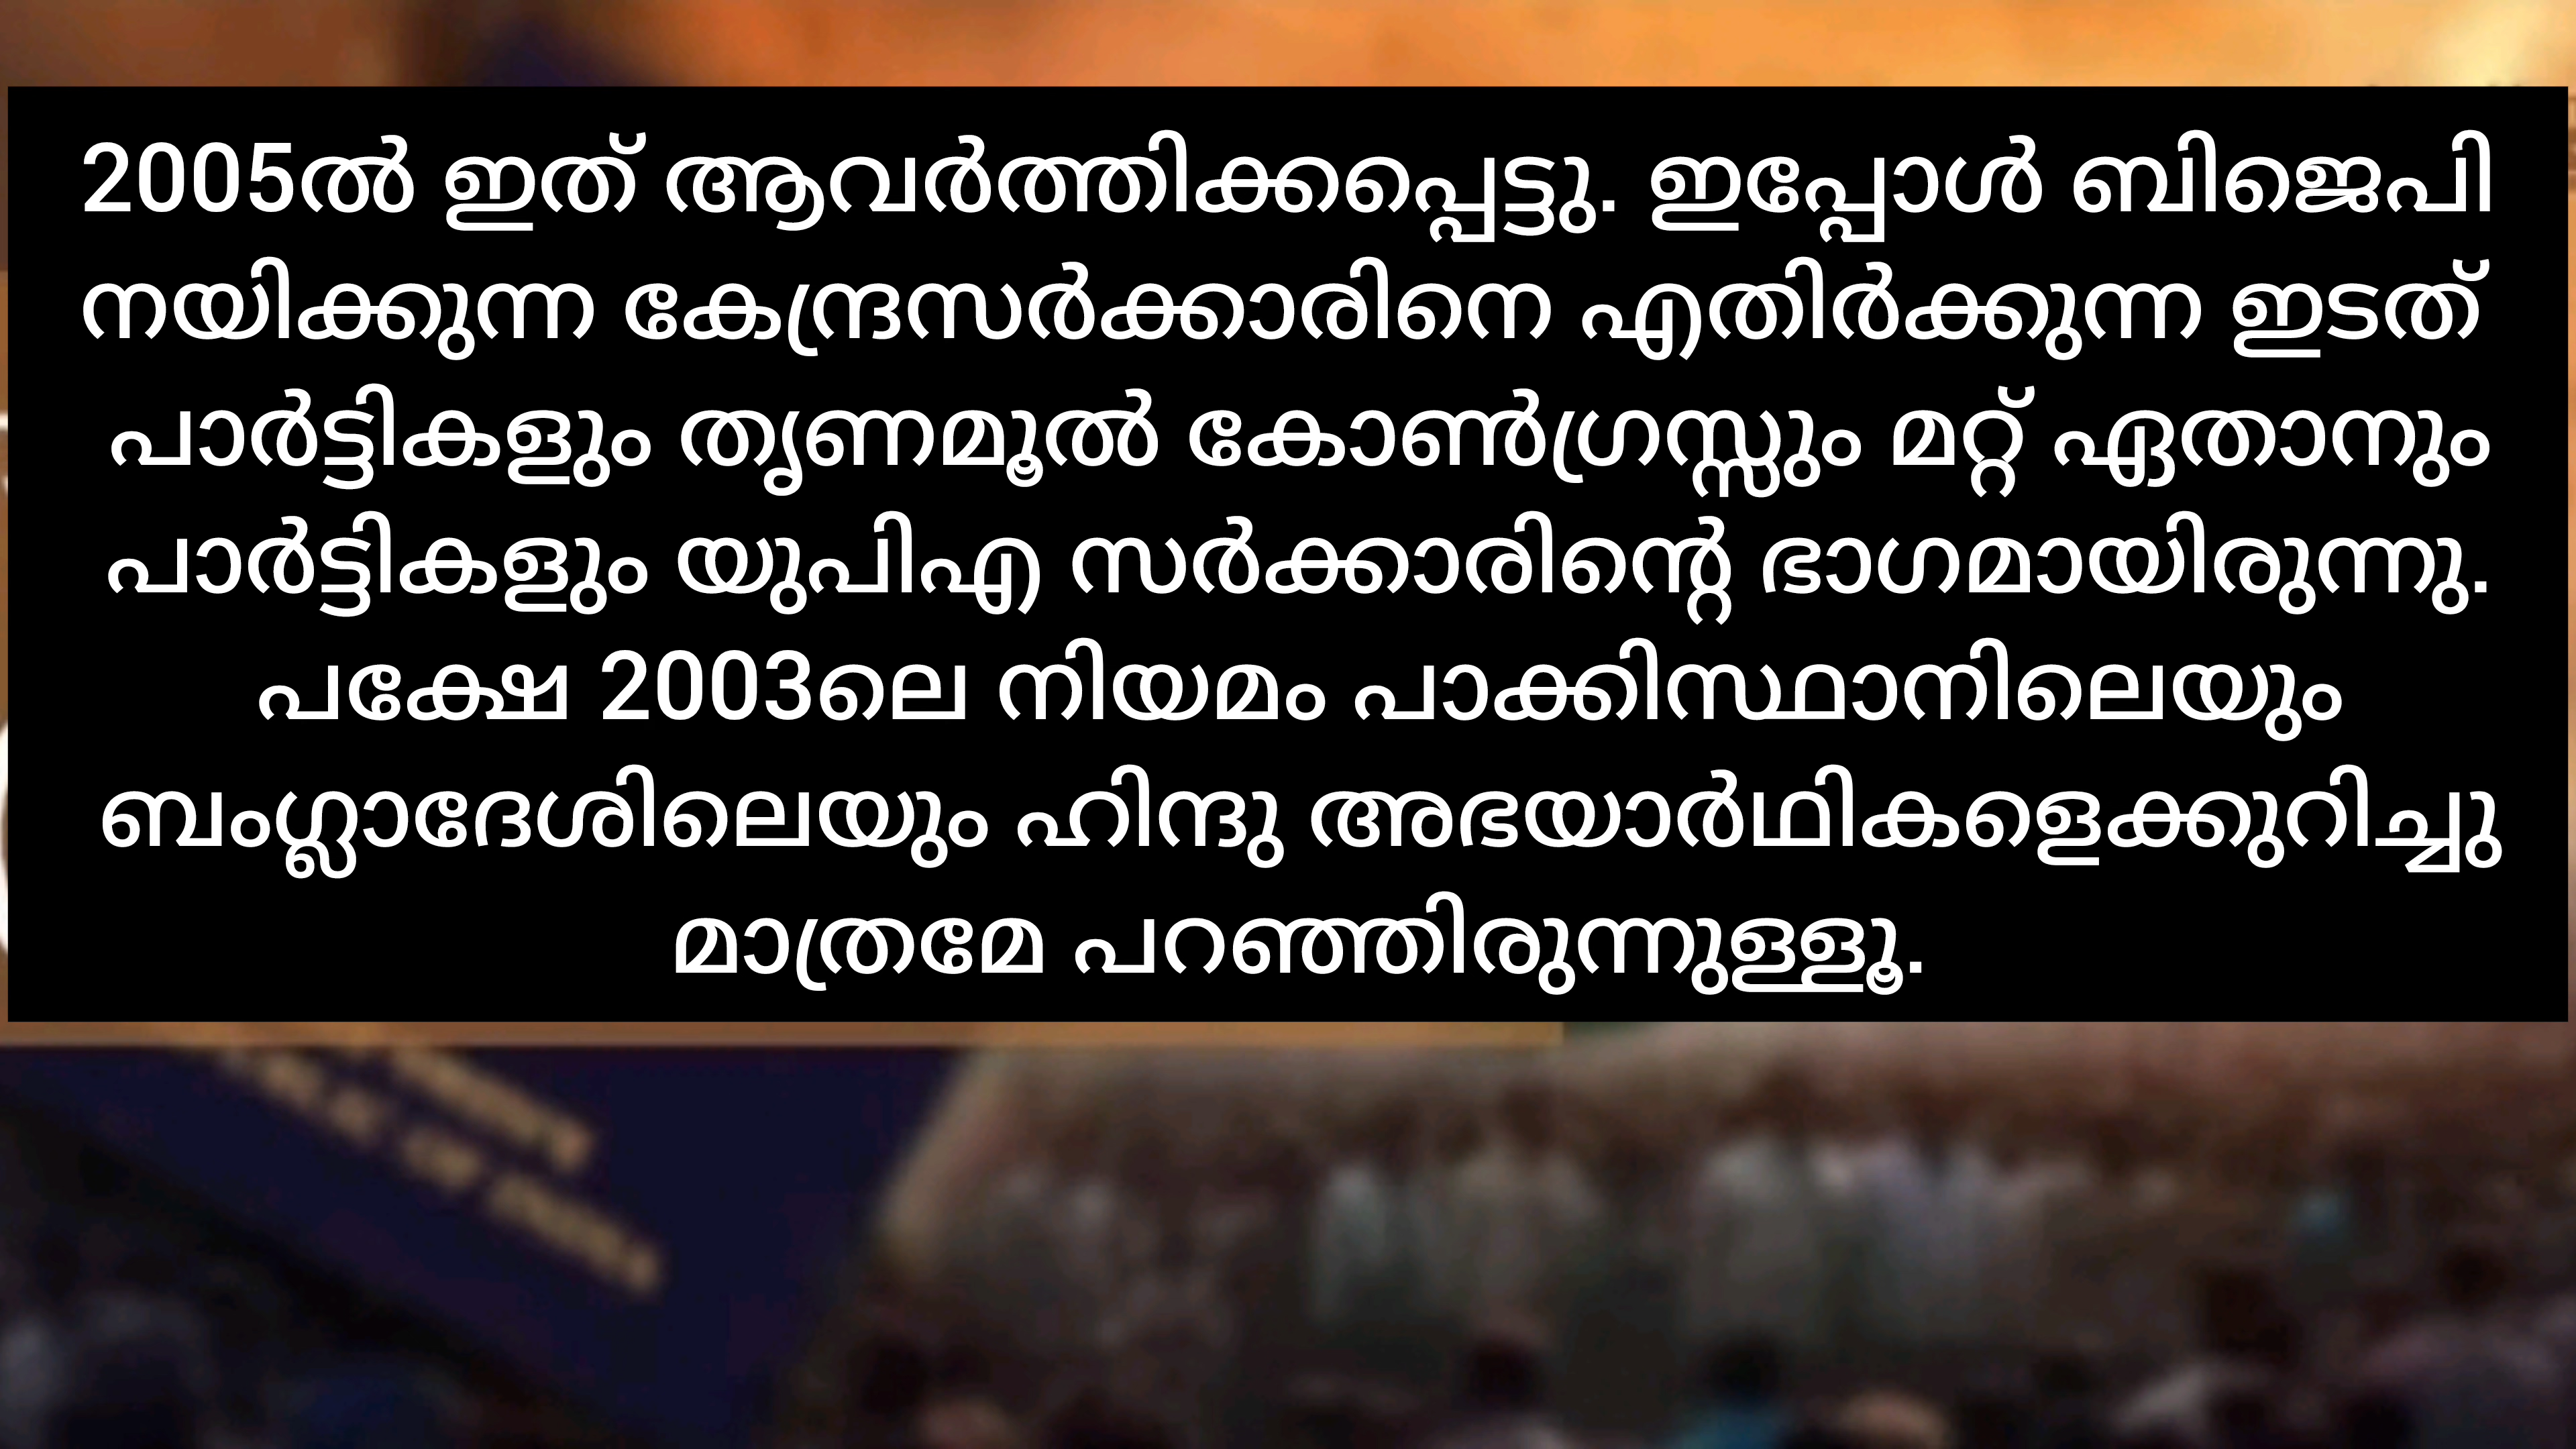 2005ൽ ഇത് ആവർത്തിക്കപ്പെട്ടു. ഇപ്പോൾ ബിജെപി
നയിക്കുന്ന കേന്ദ്രസർക്കാരിനെ എതിർക്കുന്ന ഇടത്
പാർട്ടികളും തൃണമൂൽ കോൺഗ്രസ്സും മറ്റ് ഏതാനും
പാർട്ടികളും യുപിഎ സർക്കാരിന്റെ ഭാഗമായിരുന്നു.
പക്ഷേ 2003ലെ നിയമം പാക്കിസ്ഥാനിലെയും
ബംഗ്ലാദേശിലെയും ഹിന്ദു അഭയാർഥികളെക്കുറിച്ചു
മാത്രമേ പറഞ്ഞിരുന്നുള്ളൂ.